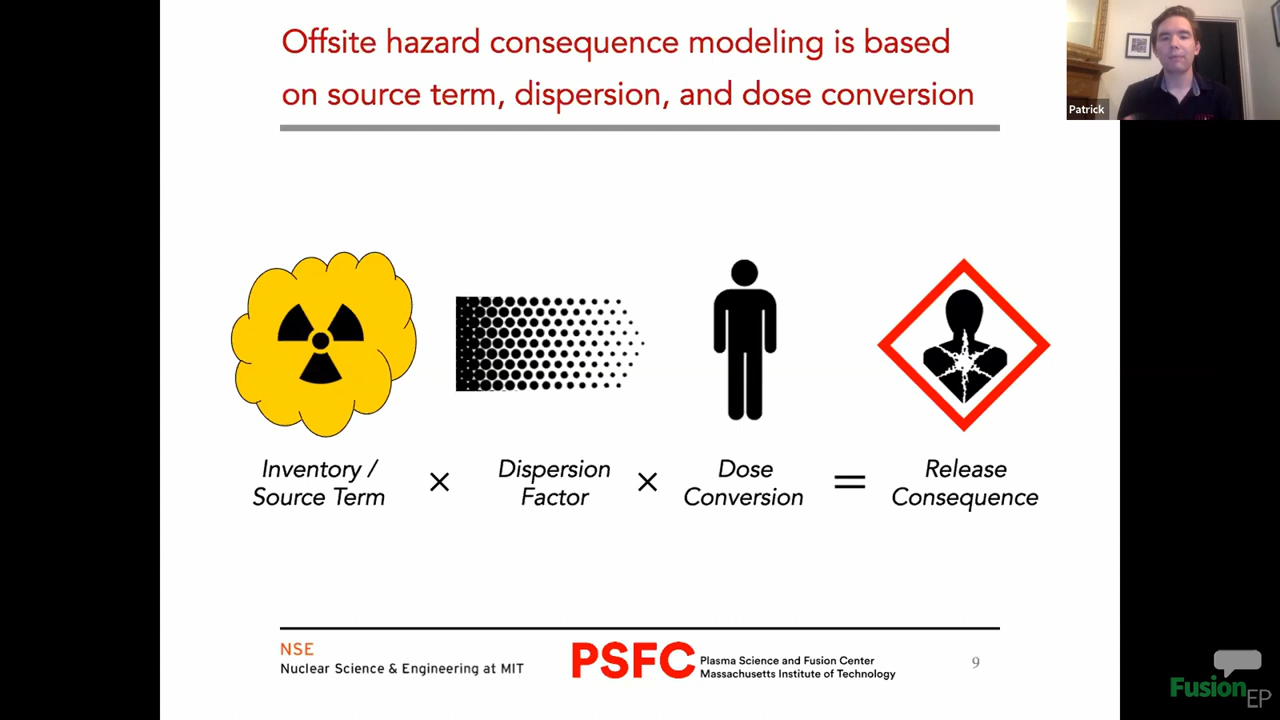 Offsite hazard consequence modeling is based
on source term, dispersion, and dose conversion
Patrick
Inventory /
Source Term
×
Dispersion
Factor
×
Dose
Conversion
=
Release
Consequence
NSE
Nuclear Science & Engineering at MIT
PSFC
Plasma Science and Fusion Center
Massachusetts Institute of Technology
9
Fusion
EP